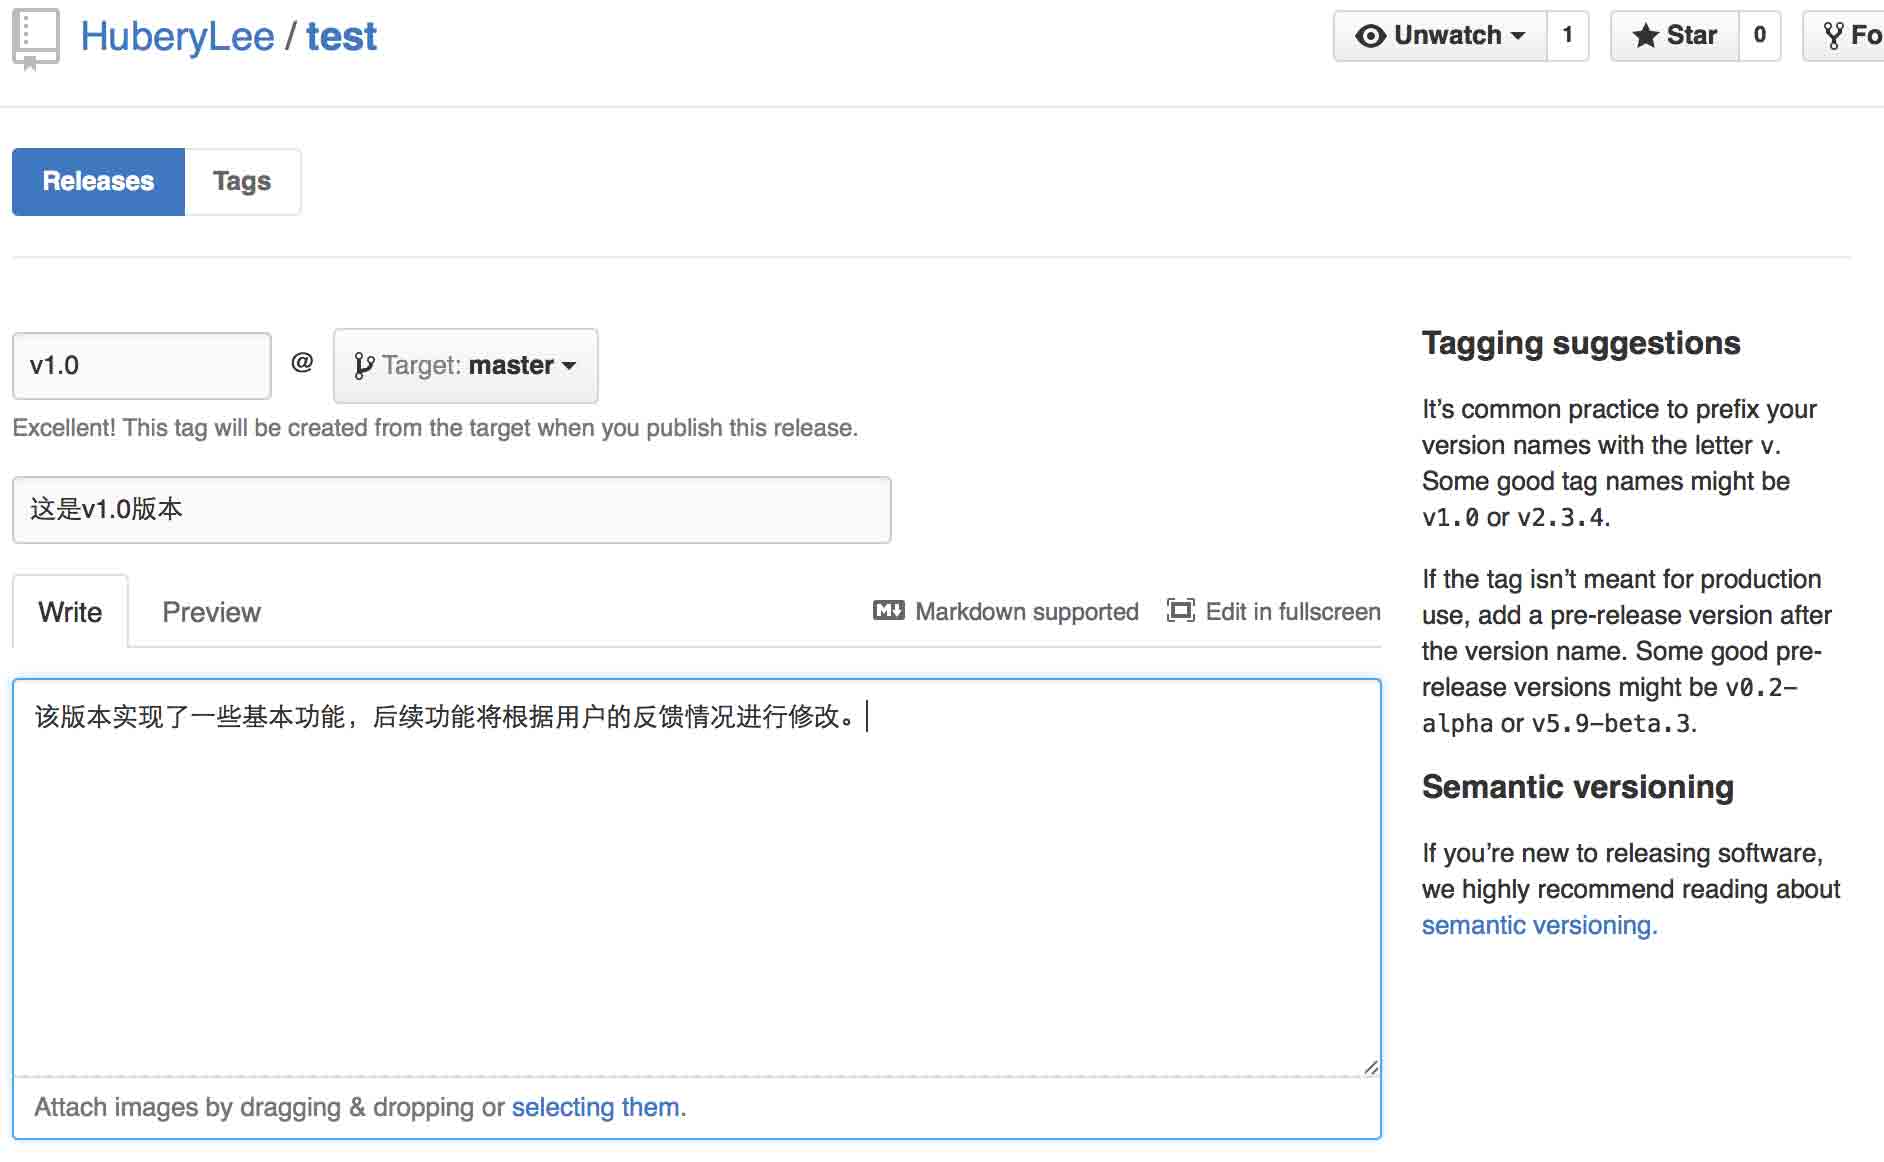 HuberyLee / test
Unwatch 1 Star 0 Fo
Releases Tags
v1.0 @ Target: master
Excellent! This tag will be created from the target when you publish this release.
这是v1.0版本
Write Preview Markdown supported Edit in fullscreen
该版本实现了一些基本功能，后续功能将根据用户的反馈情况进行修改。
Attach images by dragging & dropping or selecting them.
Tagging suggestions
It’s common practice to prefix your
version names with the letter v.
Some good tag names might be
v1.0 or v2.3.4.
If the tag isn’t meant for production
use, add a pre-release version after
the version name. Some good pre-
release versions might be v0.2-
alpha or v5.9-beta.3.
Semantic versioning
If you’re new to releasing software,
we highly recommend reading about
semantic versioning.